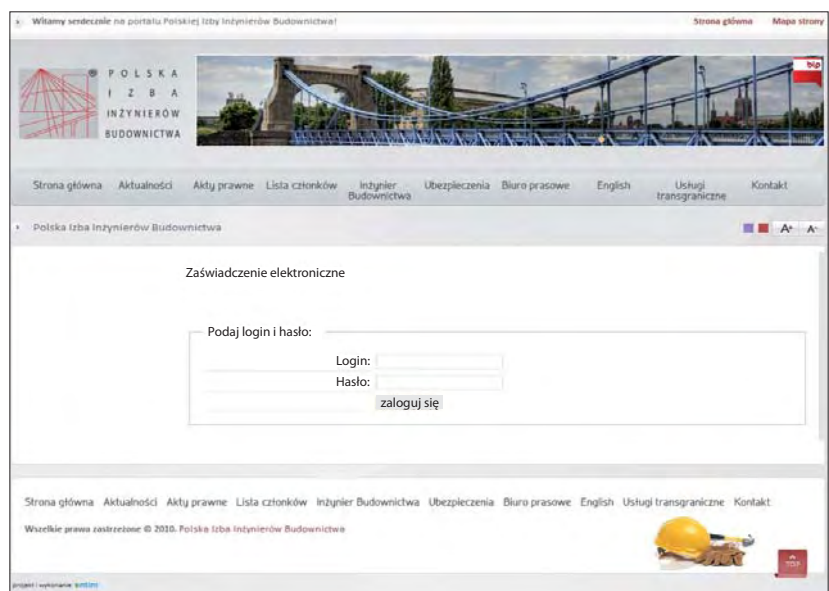 Witamy serdecznie na portalu Polskiej Izby Inżynierów Budownictwa!
Strona główna Mapa strony
POLSKA
IZBA
INŻYNIERÓW
BUDOWNICTWA
bip
Strona główna Aktualności Akty prawne Lista członków Inżynier Budownictwa Ubezpieczenia Biuro prasowe English Usługi transgraniczne Kontakt
Polska Izba Inżynierów Budownictwa
A+ A-
Zaświadczenie elektroniczne
Podaj login i hasło:
Login:
Hasło:
zaloguj się
Strona główna Aktualności Akty prawne Lista członków Inżynier Budownictwa Ubezpieczenia Biuro prasowe English Usługi transgraniczne Kontakt
Wszelkie prawa zastrzeżone © 2010. Polska Izba Inżynierów Budownictwa
TOP
projekt i wykonanie: